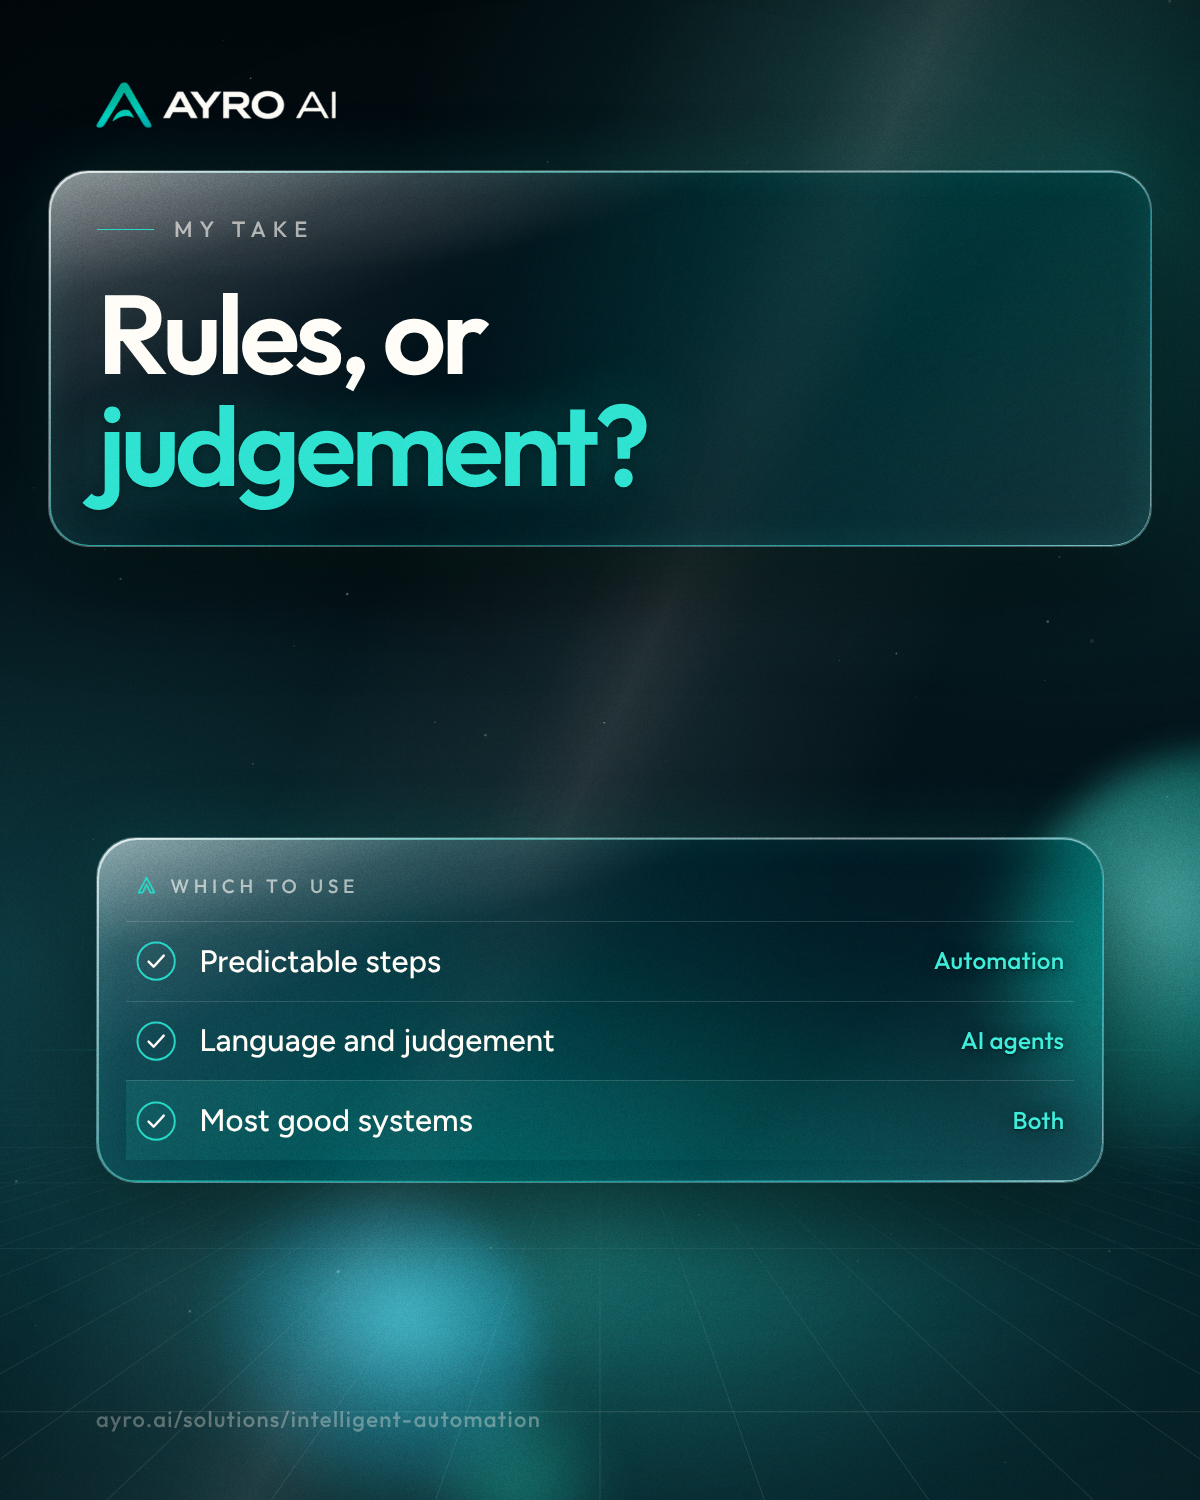 AYRO AI
MY TAKE
Rules, or
judgement?
WHICH TO USE
Predictable steps Automation
Language and judgement AI agents
Most good systems Both
ayro.ai/solutions/intelligent-automation